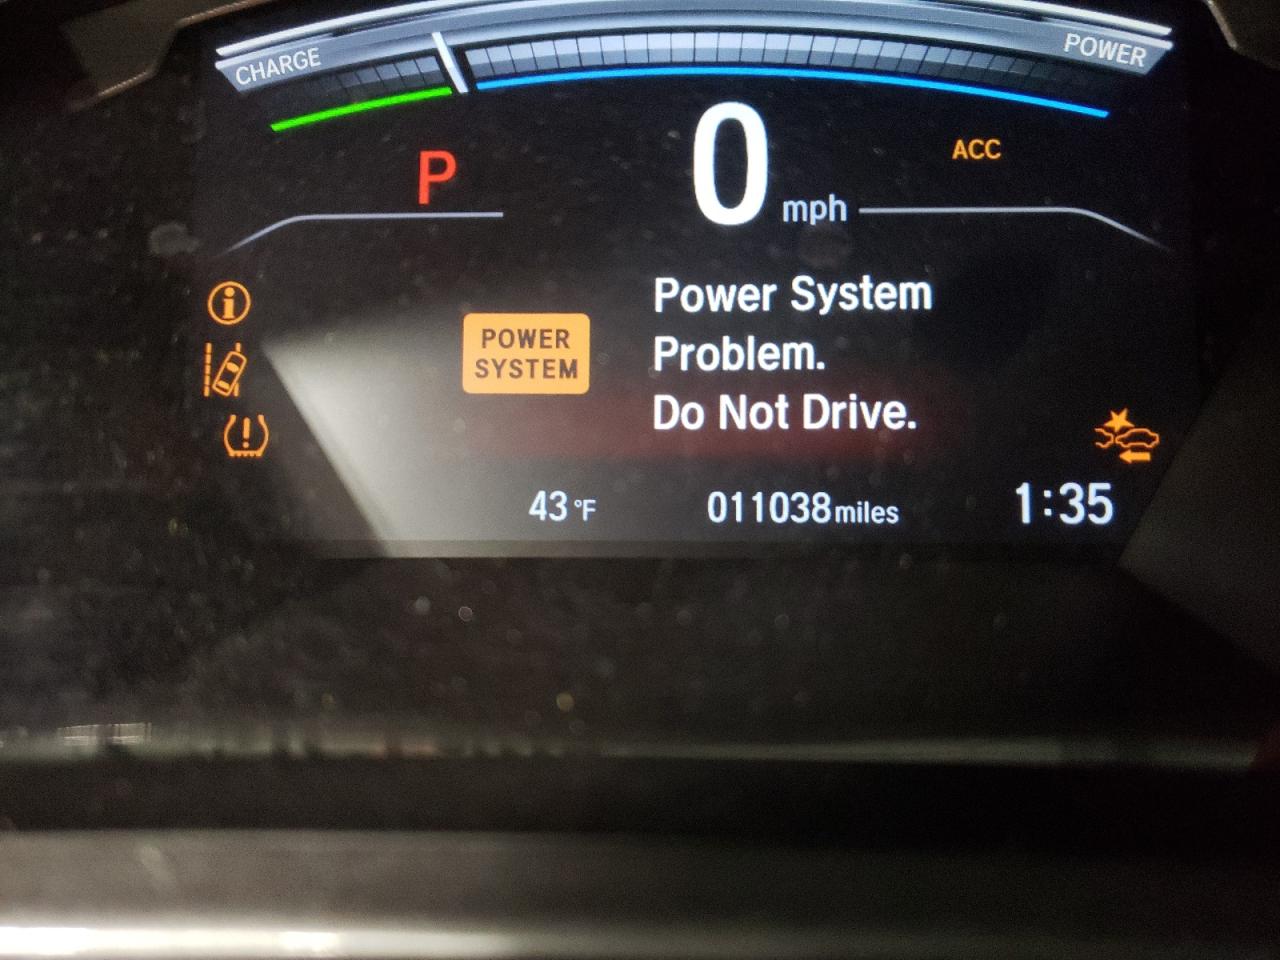 CHARGE
POWER
P
0 mph
ACC
POWER
SYSTEM
Power System
Problem.
Do Not Drive.
43 °F
011038 miles
1:35